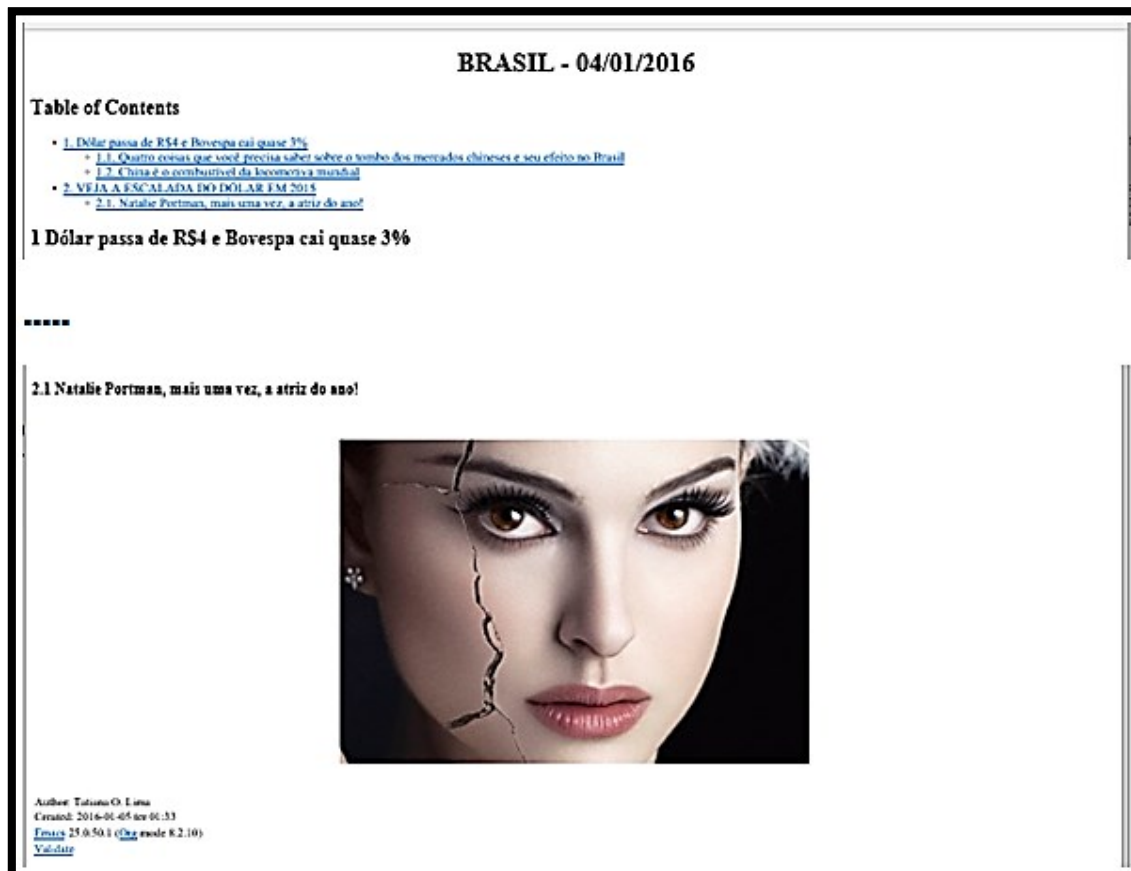 BRASIL - 04/01/2016
Table of Contents
1. Dólar passa de R$4 e Bovespa cai quase 3%
1.1. Quatro coisas que você precisa saber sobre o tombo dos mercados chineses e seu efeito no Brasil
1.2. China é o combustível da locomotiva mundial
2. VEJA A ESCALADA DO DÓLAR EM 2015
2.1. Natalie Portman, mais uma vez, a atriz do ano!
1 Dólar passa de R$4 e Bovespa cai quase 3%
2.1 Natalie Portman, mais uma vez, a atriz do ano!
Author: Tatiana O. Lima
Created: 2016-01-05 ter 01:33
Emacs 25.0.50.1 (Org mode 8.2.10)
Validate